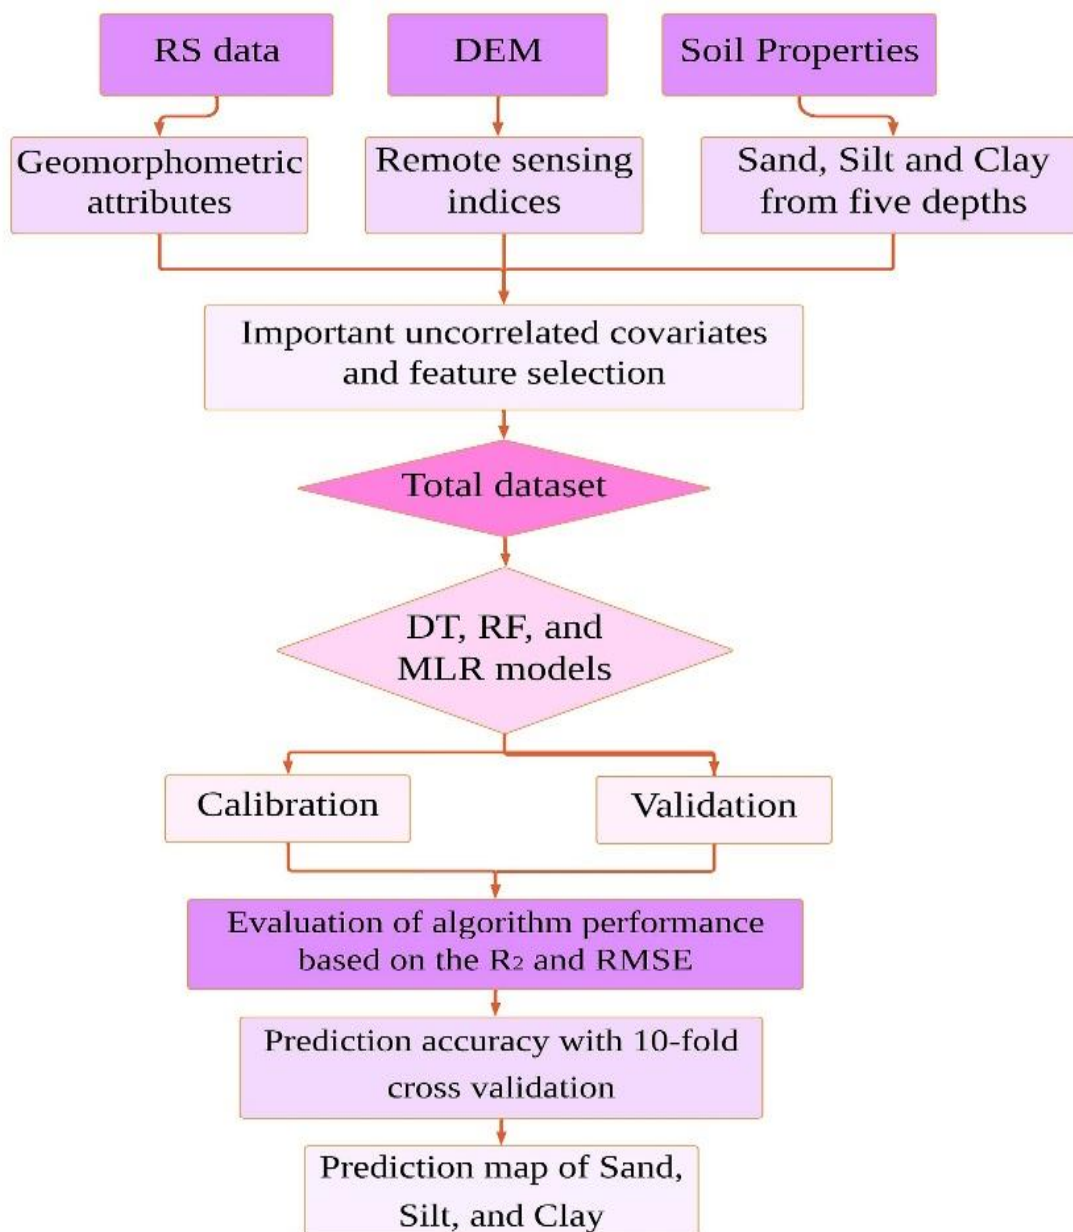 RS data
DEM
Soil Properties
Geomorphometric
attributes
Remote sensing
indices
Sand, Silt and Clay
from five depths
Important uncorrelated covariates
and feature selection
Total dataset
DT, RF, and
MLR models
Calibration
Validation
Evaluation of algorithm performance
based on the R₂ and RMSE
Prediction accuracy with 10-fold
cross validation
Prediction map of Sand,
Silt, and Clay